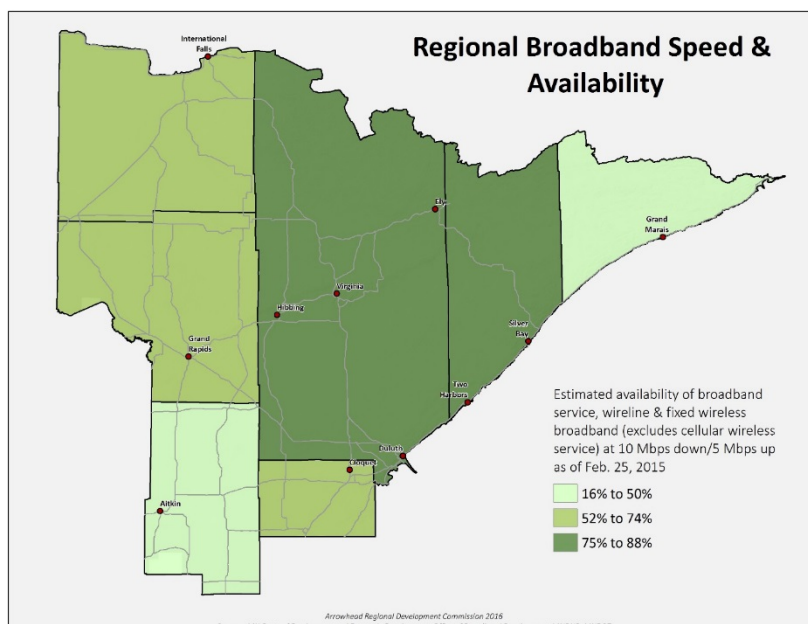 Regional Broadband Speed &
Availability
International
Falls
Ely
Grand
Marais
Virginia
Hibbing
Silver
Bay
Grand
Rapids
Two
Harbors
Duluth
Cloquet
Aitkin
Estimated availability of broadband
service, wireline & fixed wireless
broadband (excludes cellular wireless
service) at 10 Mbps down/5 Mbps up
as of Feb. 25, 2015
16% to 50%
52% to 74%
75% to 88%
Arrowhead Regional Development Commission 2016